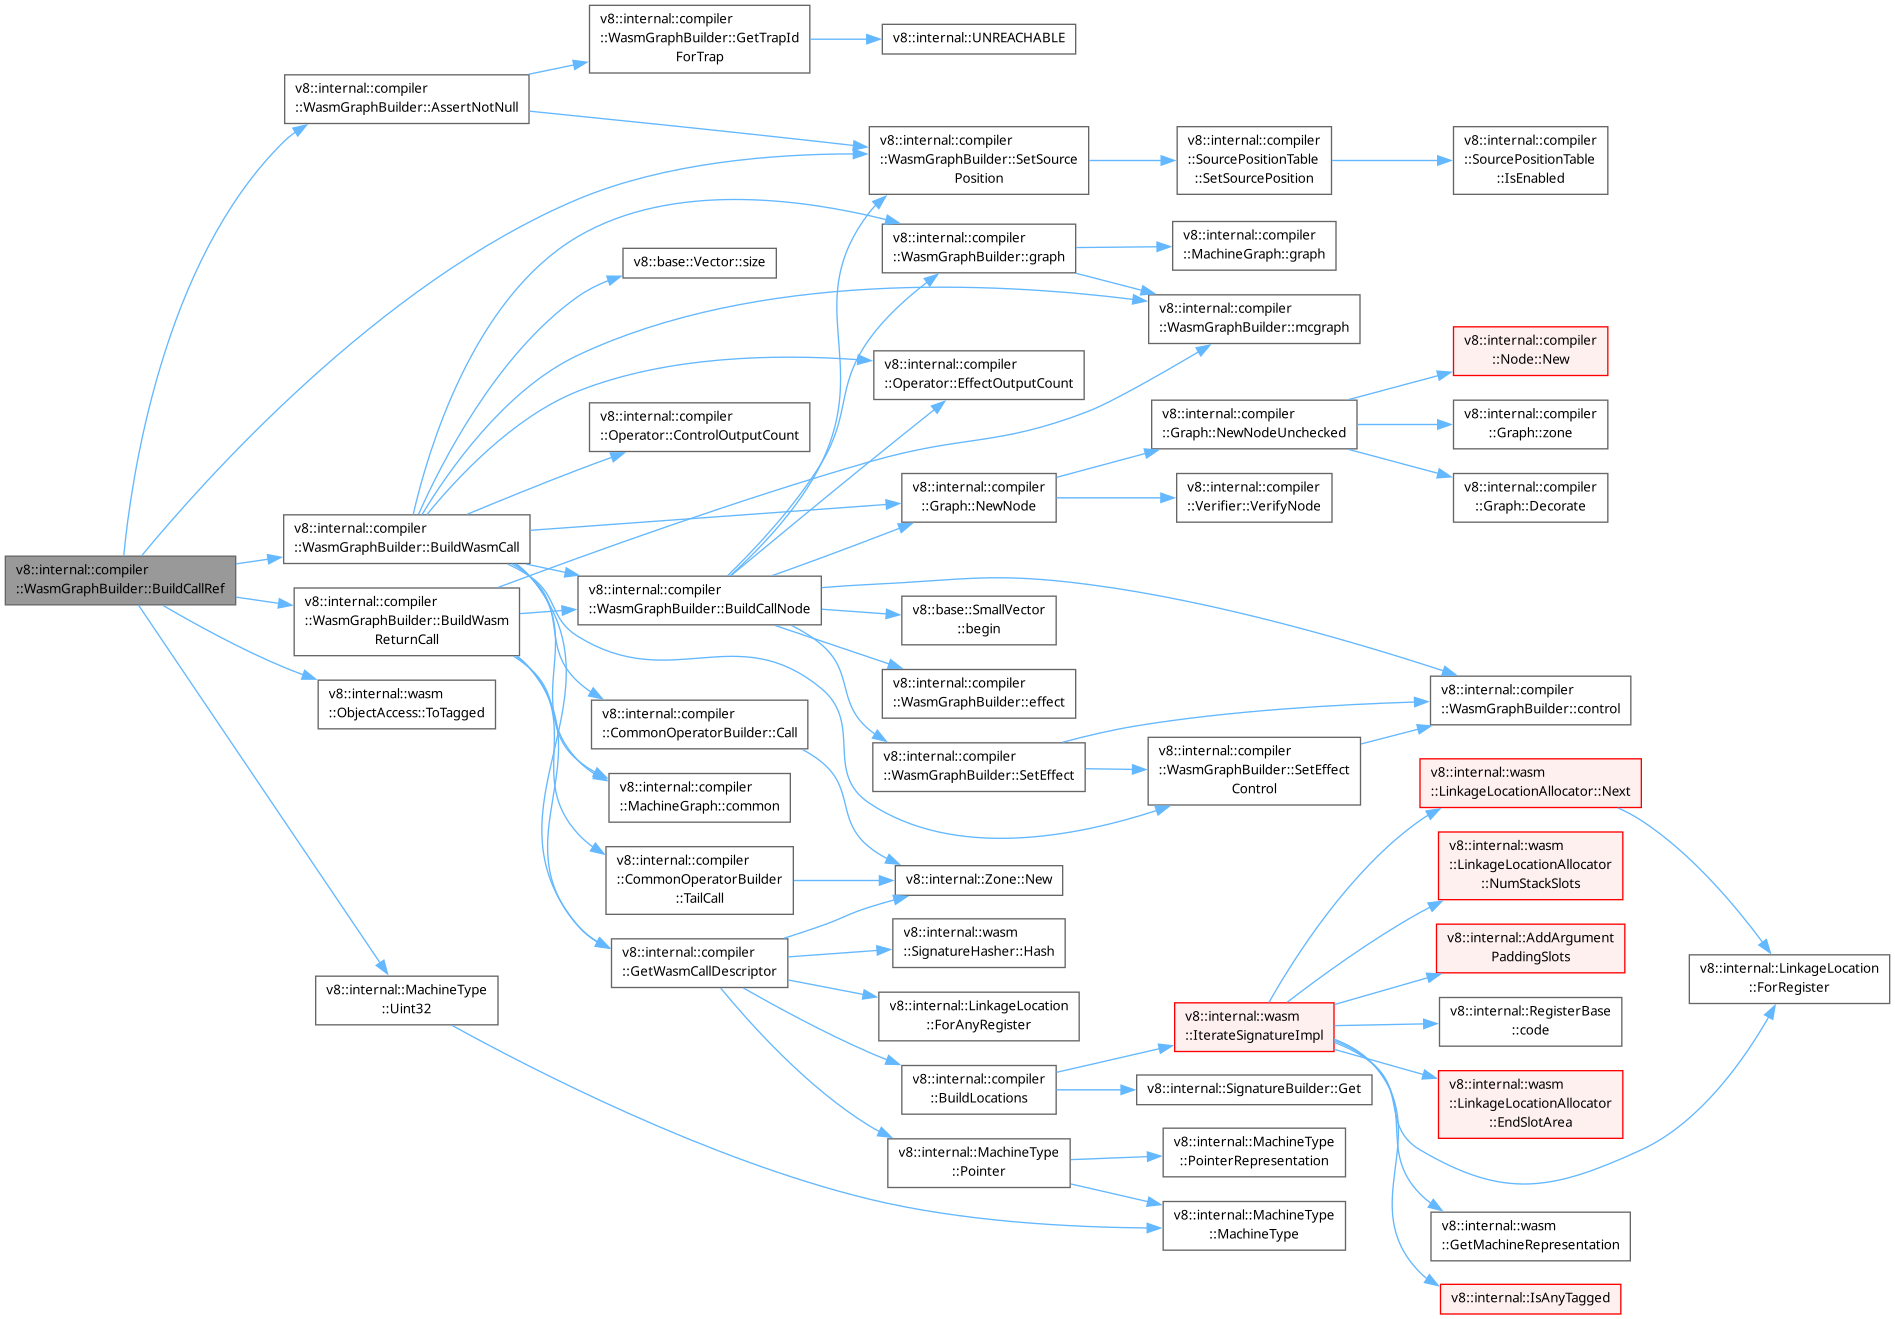 v8::internal::compiler
::WasmGraphBuilder::BuildCallRef
v8::internal::compiler
::WasmGraphBuilder::AssertNotNull
v8::internal::compiler
::WasmGraphBuilder::BuildWasmCall
v8::internal::compiler
::WasmGraphBuilder::BuildWasm
ReturnCall
v8::internal::wasm
::ObjectAccess::ToTagged
v8::internal::MachineType
::Uint32
v8::internal::compiler
::WasmGraphBuilder::GetTrapId
ForTrap
v8::base::Vector::size
v8::internal::compiler
::Operator::ControlOutputCount
v8::internal::compiler
::WasmGraphBuilder::BuildCallNode
v8::internal::compiler
::CommonOperatorBuilder::Call
v8::internal::compiler
::MachineGraph::common
v8::internal::compiler
::CommonOperatorBuilder
::TailCall
v8::internal::compiler
::GetWasmCallDescriptor
v8::internal::UNREACHABLE
v8::internal::compiler
::WasmGraphBuilder::SetSource
Position
v8::internal::compiler
::WasmGraphBuilder::graph
v8::internal::compiler
::Operator::EffectOutputCount
v8::internal::compiler
::Graph::NewNode
v8::base::SmallVector
::begin
v8::internal::compiler
::WasmGraphBuilder::effect
v8::internal::compiler
::WasmGraphBuilder::SetEffect
v8::internal::Zone::New
v8::internal::wasm
::SignatureHasher::Hash
v8::internal::LinkageLocation
::ForAnyRegister
v8::internal::compiler
::BuildLocations
v8::internal::MachineType
::Pointer
v8::internal::compiler
::SourcePositionTable
::SetSourcePosition
v8::internal::compiler
::MachineGraph::graph
v8::internal::compiler
::WasmGraphBuilder::mcgraph
v8::internal::compiler
::Graph::NewNodeUnchecked
v8::internal::compiler
::Verifier::VerifyNode
v8::internal::compiler
::WasmGraphBuilder::SetEffect
Control
v8::internal::wasm
::IterateSignatureImpl
v8::internal::SignatureBuilder::Get
v8::internal::MachineType
::PointerRepresentation
v8::internal::MachineType
::MachineType
v8::internal::compiler
::SourcePositionTable
::IsEnabled
v8::internal::compiler
::Node::New
v8::internal::compiler
::Graph::zone
v8::internal::compiler
::Graph::Decorate
v8::internal::compiler
::WasmGraphBuilder::control
v8::internal::wasm
::LinkageLocationAllocator::Next
v8::internal::wasm
::LinkageLocationAllocator
::NumStackSlots
v8::internal::AddArgument
PaddingSlots
v8::internal::RegisterBase
::code
v8::internal::wasm
::LinkageLocationAllocator
::EndSlotArea
v8::internal::wasm
::GetMachineRepresentation
v8::internal::IsAnyTagged
v8::internal::LinkageLocation
::ForRegister